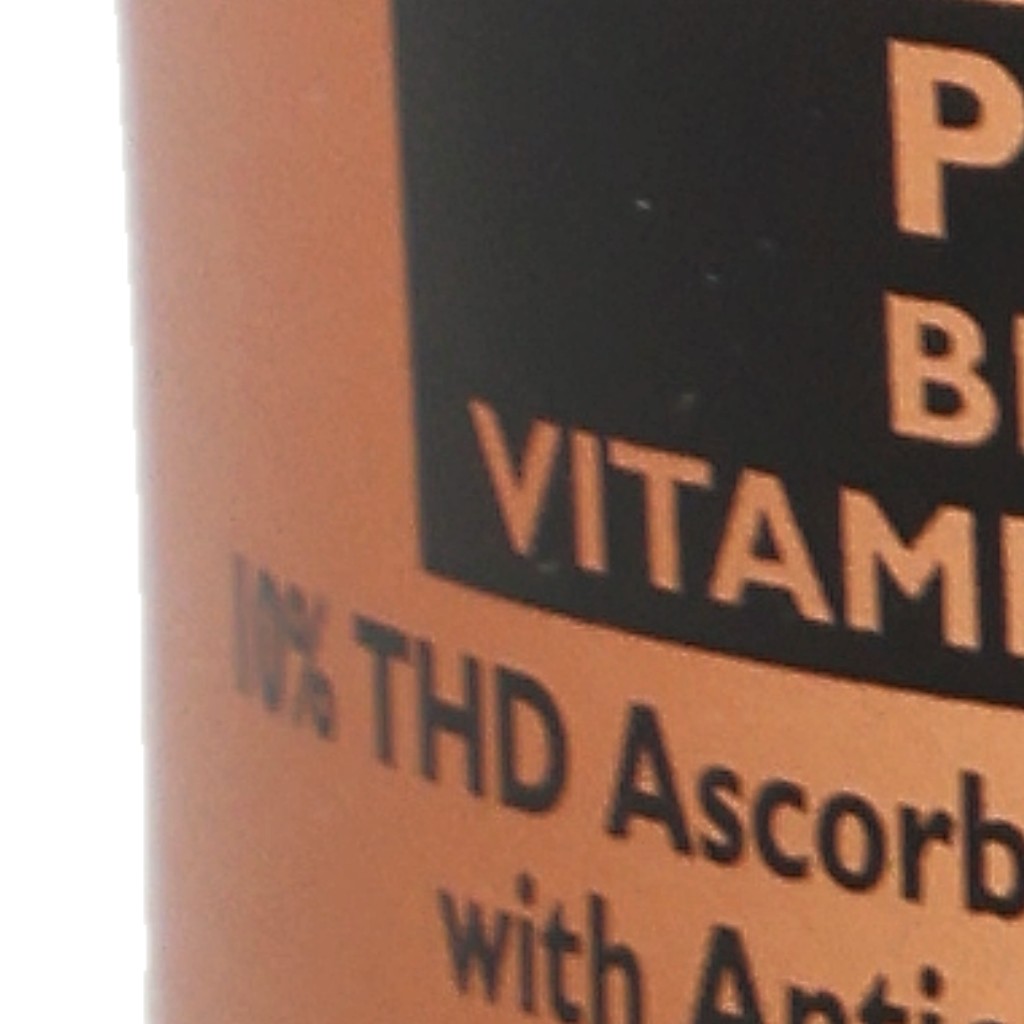 P
B
VITAM
10% THD Ascorb
with Anti